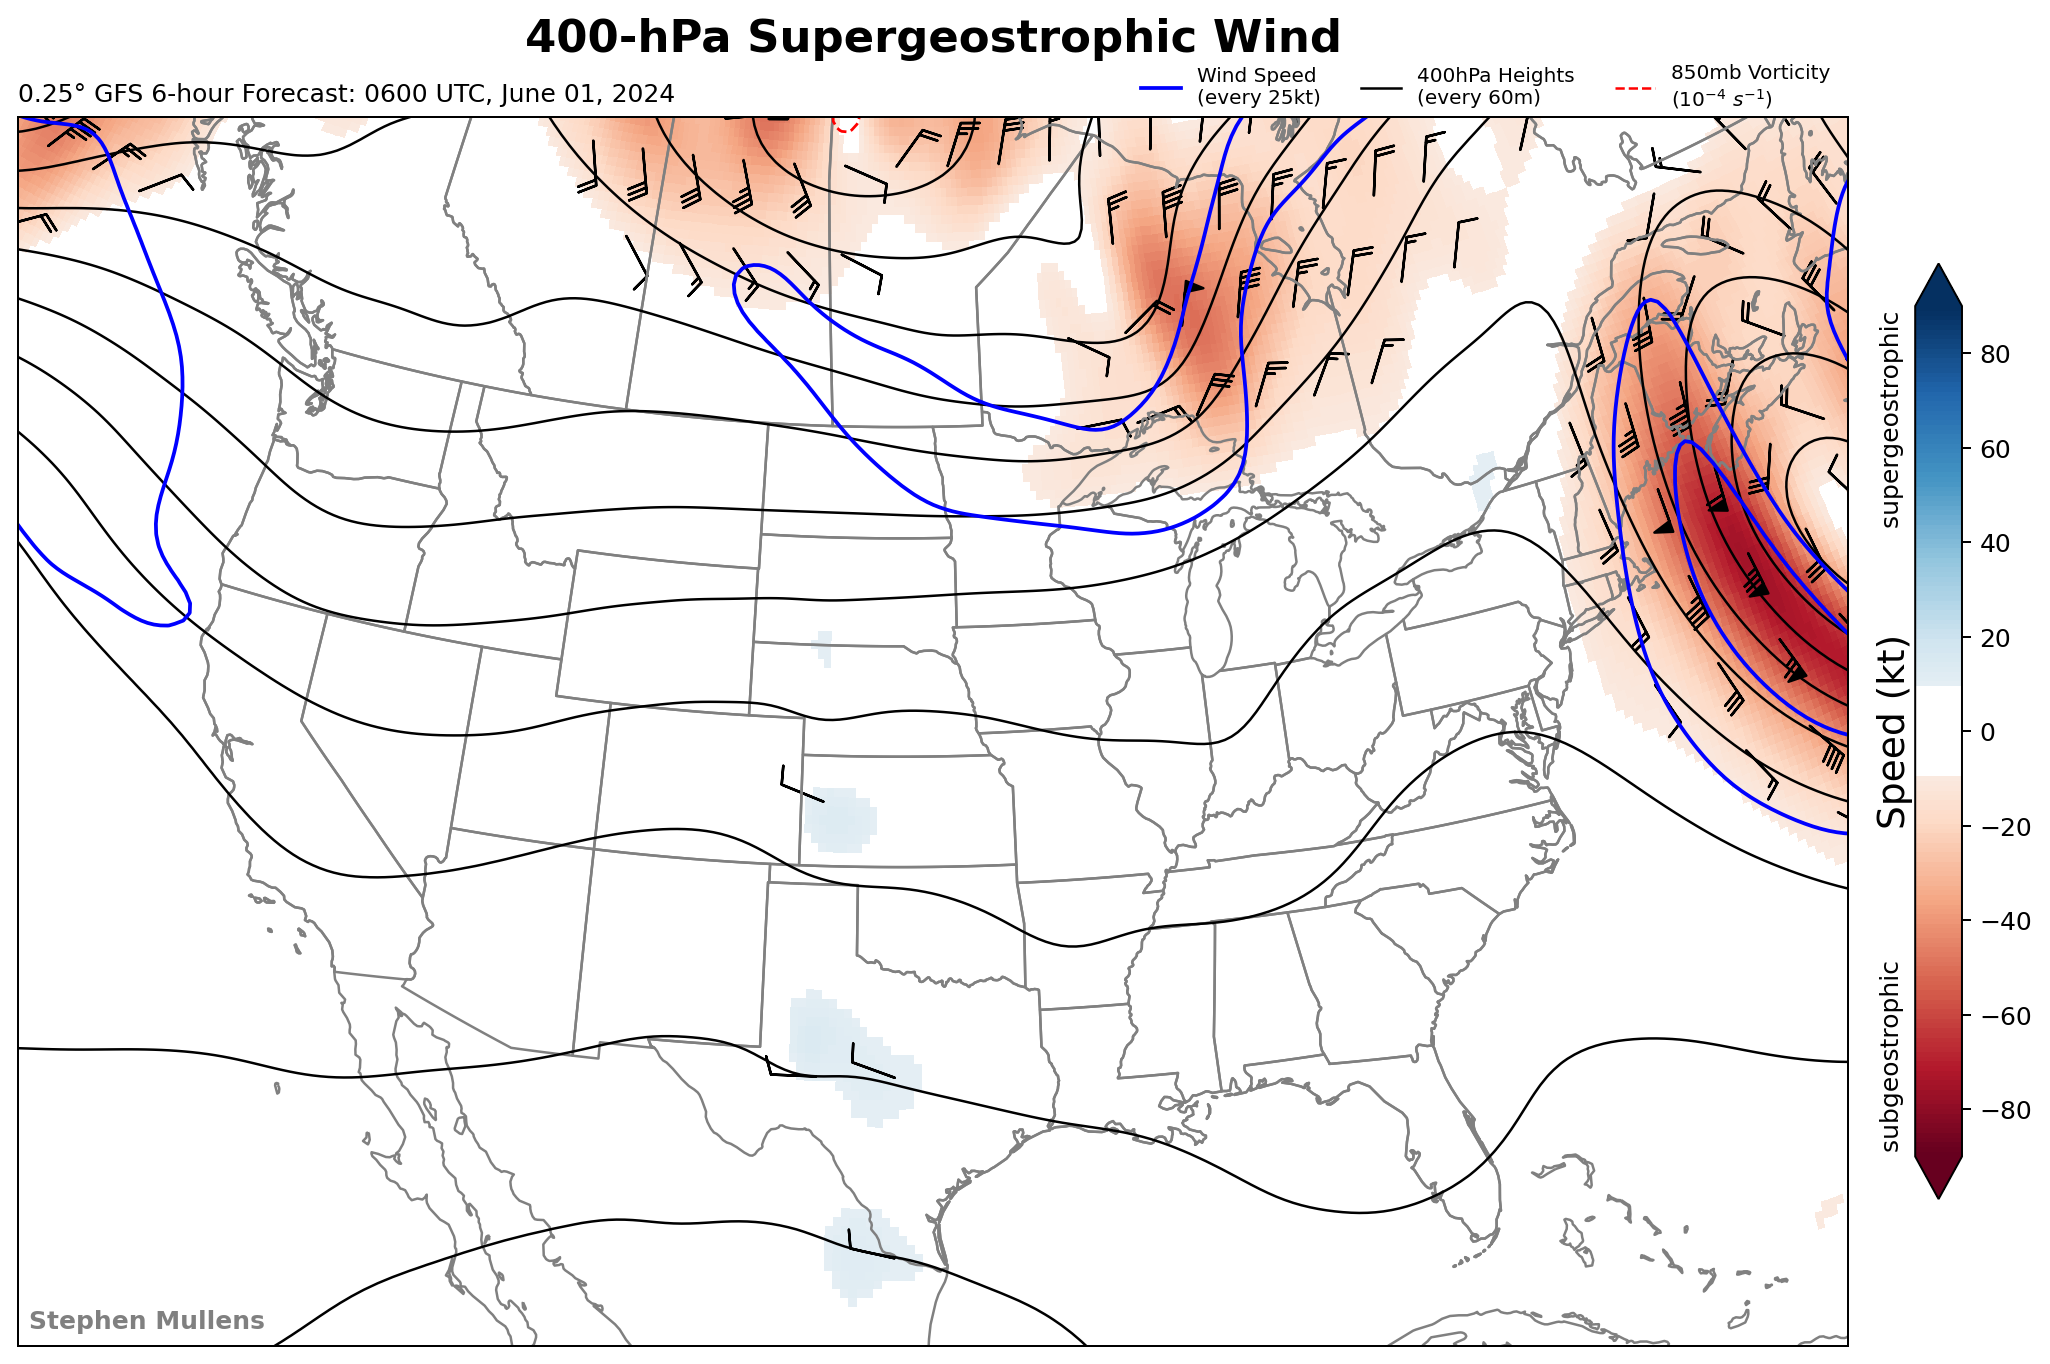 400-hPa Supergeostrophic Wind
0.25° GFS 6-hour Forecast: 0600 UTC, June 01, 2024
Wind Speed
(every 25kt)
400hPa Heights
(every 60m)
850mb Vorticity
(10⁻⁴ s⁻¹)
supergeostrophic
Speed (kt)
subgeostrophic
80
60
40
20
0
−20
−40
−60
−80
Stephen Mullens